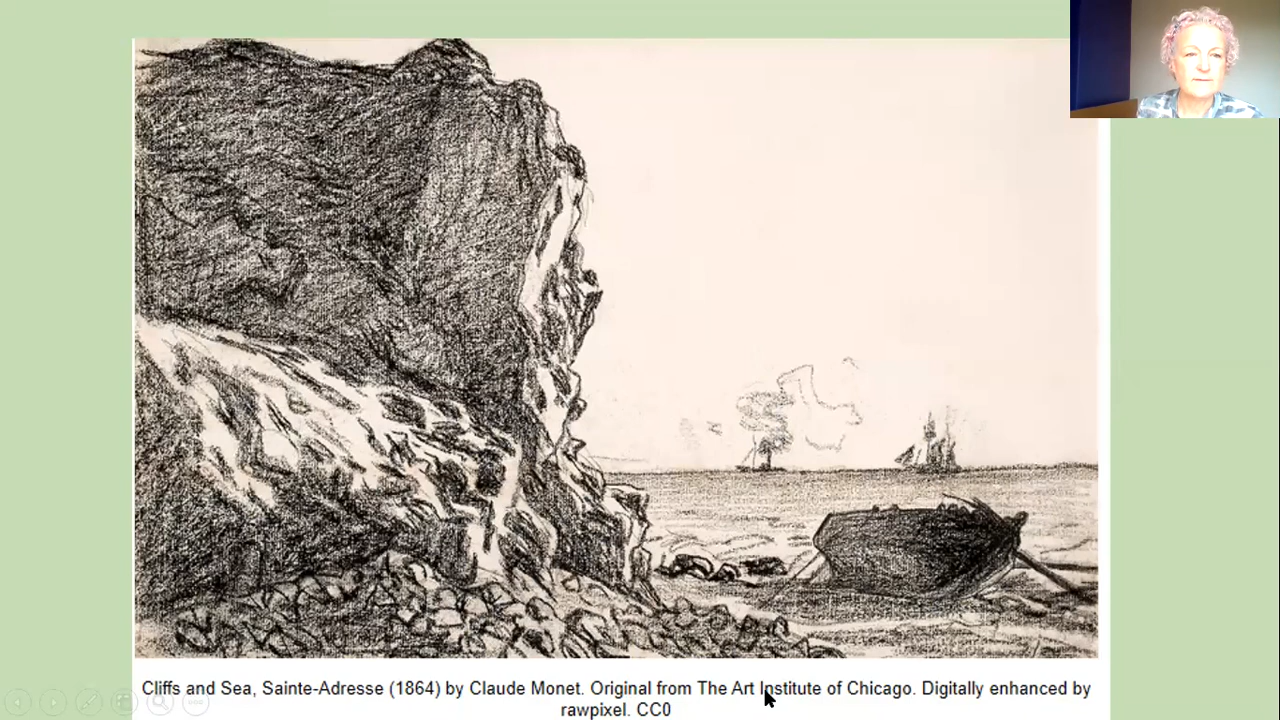 Cliffs and Sea, Sainte-Adresse (1864) by Claude Monet. Original from The Art Institute of Chicago. Digitally enhanced by
rawpixel. CC0